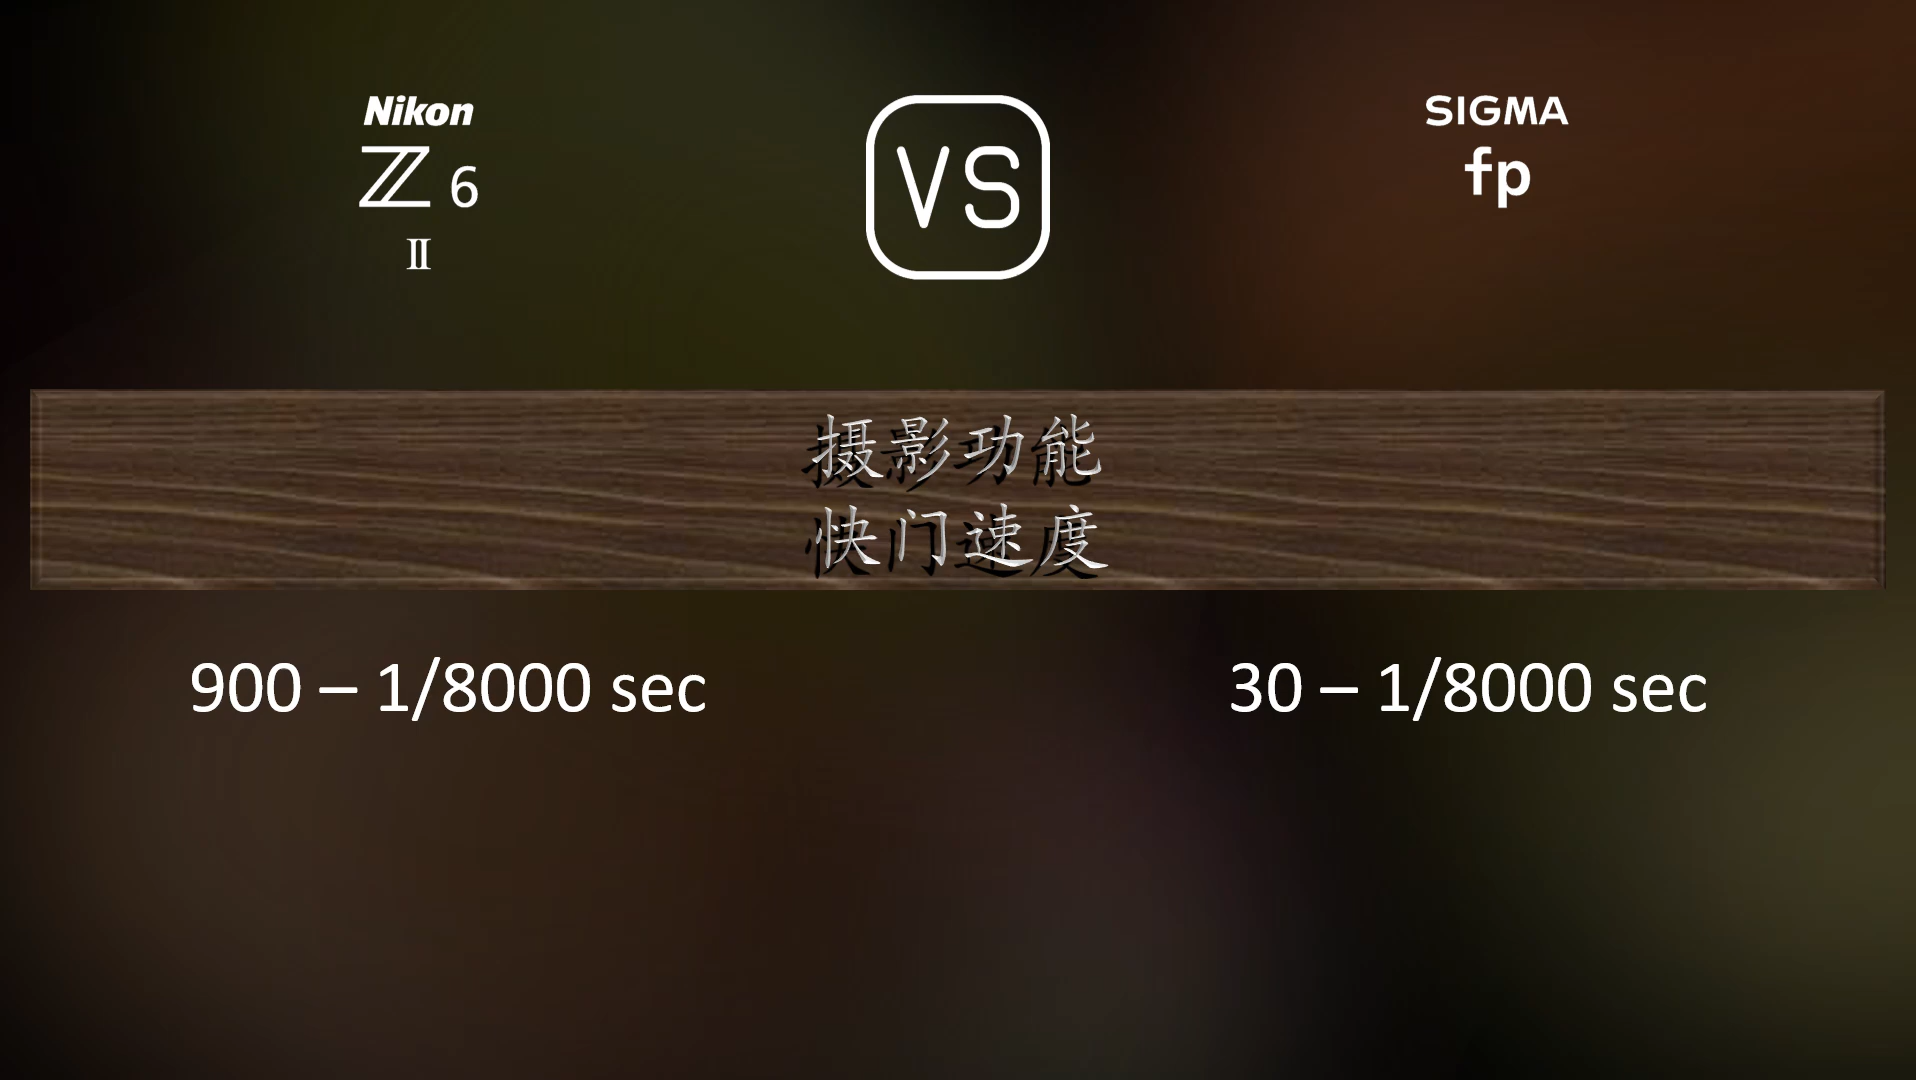 Nikon
Z 6
II
VS
SIGMA
fp
摄影功能
快门速度
900 – 1/8000 sec
30 – 1/8000 sec